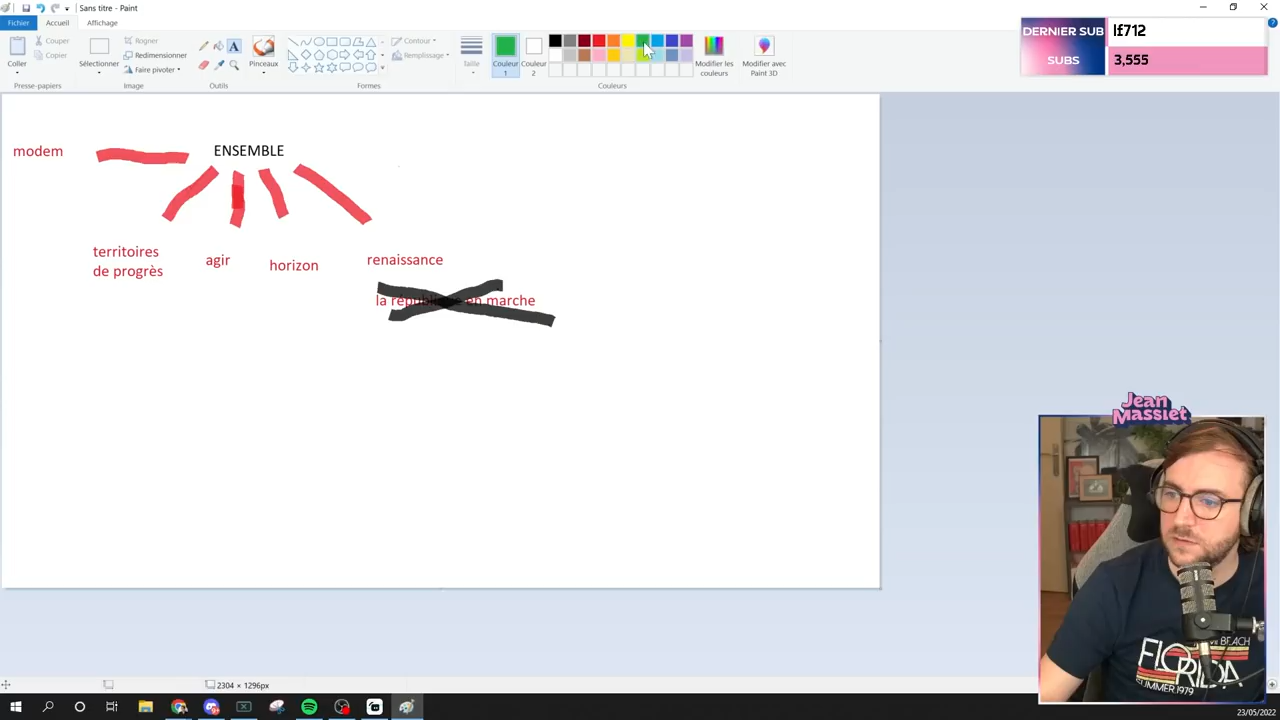 Sans titre - Paint
Fichier
Accueil
Affichage
Coller
Couper
Copier
Presse-papiers
Sélectionner
Rogner
Redimensionner
Faire pivoter
Image
A
Outils
Pinceaux
Contour
Remplissage
Formes
Taille
Couleur
1
Couleur
2
Modifier les
couleurs
Modifier avec
Paint 3D
Couleurs
DERNIER SUB
lf712
SUBS
3,555
modem
ENSEMBLE
territoires
de progrès
agir
horizon
renaissance
la république en marche
Jean
Massiet
BEACH
FLORIDA
SUMMER 1979
2304 × 1296px
23/05/2022